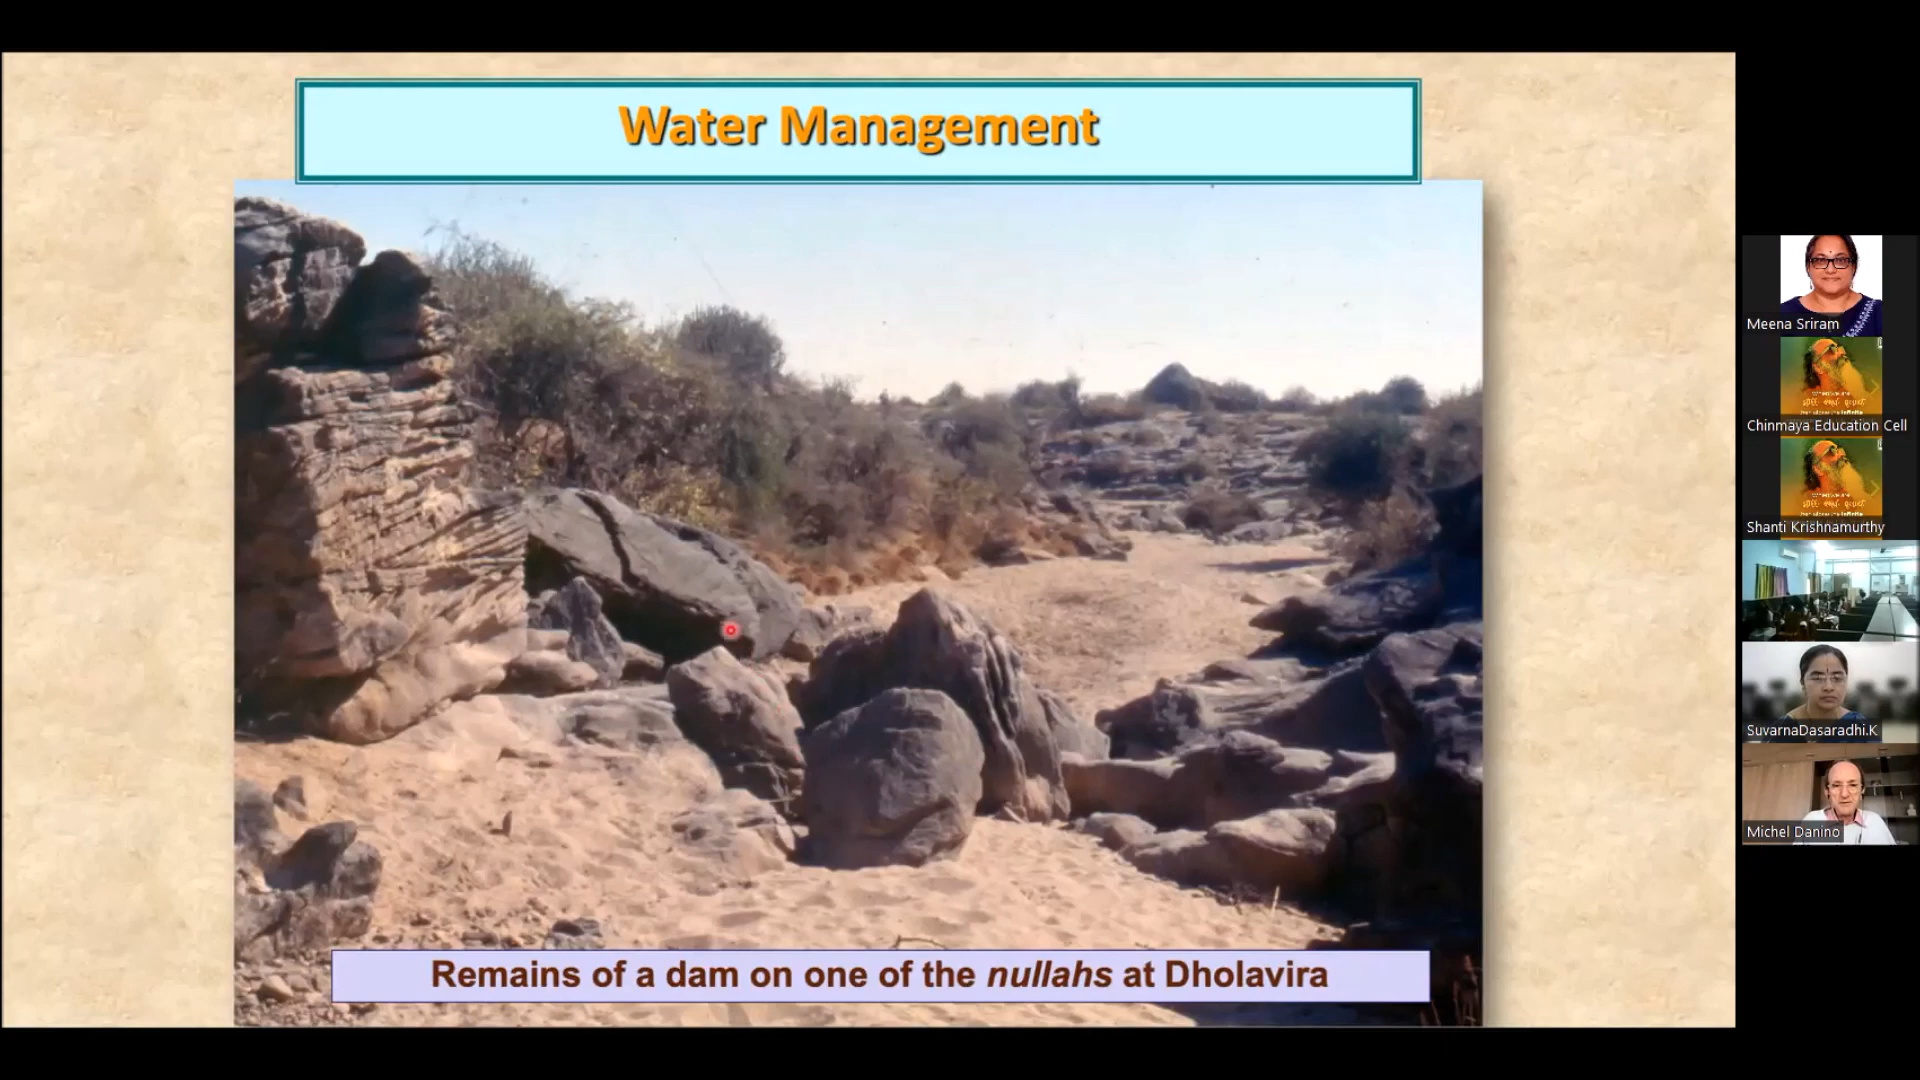 Water Management
Remains of a dam on one of the nullahs at Dholavira
Meena Sriram
Chinmaya Education Cell
Shanti Krishnamurthy
SuvarnaDasaradhi.K
Michel Danino